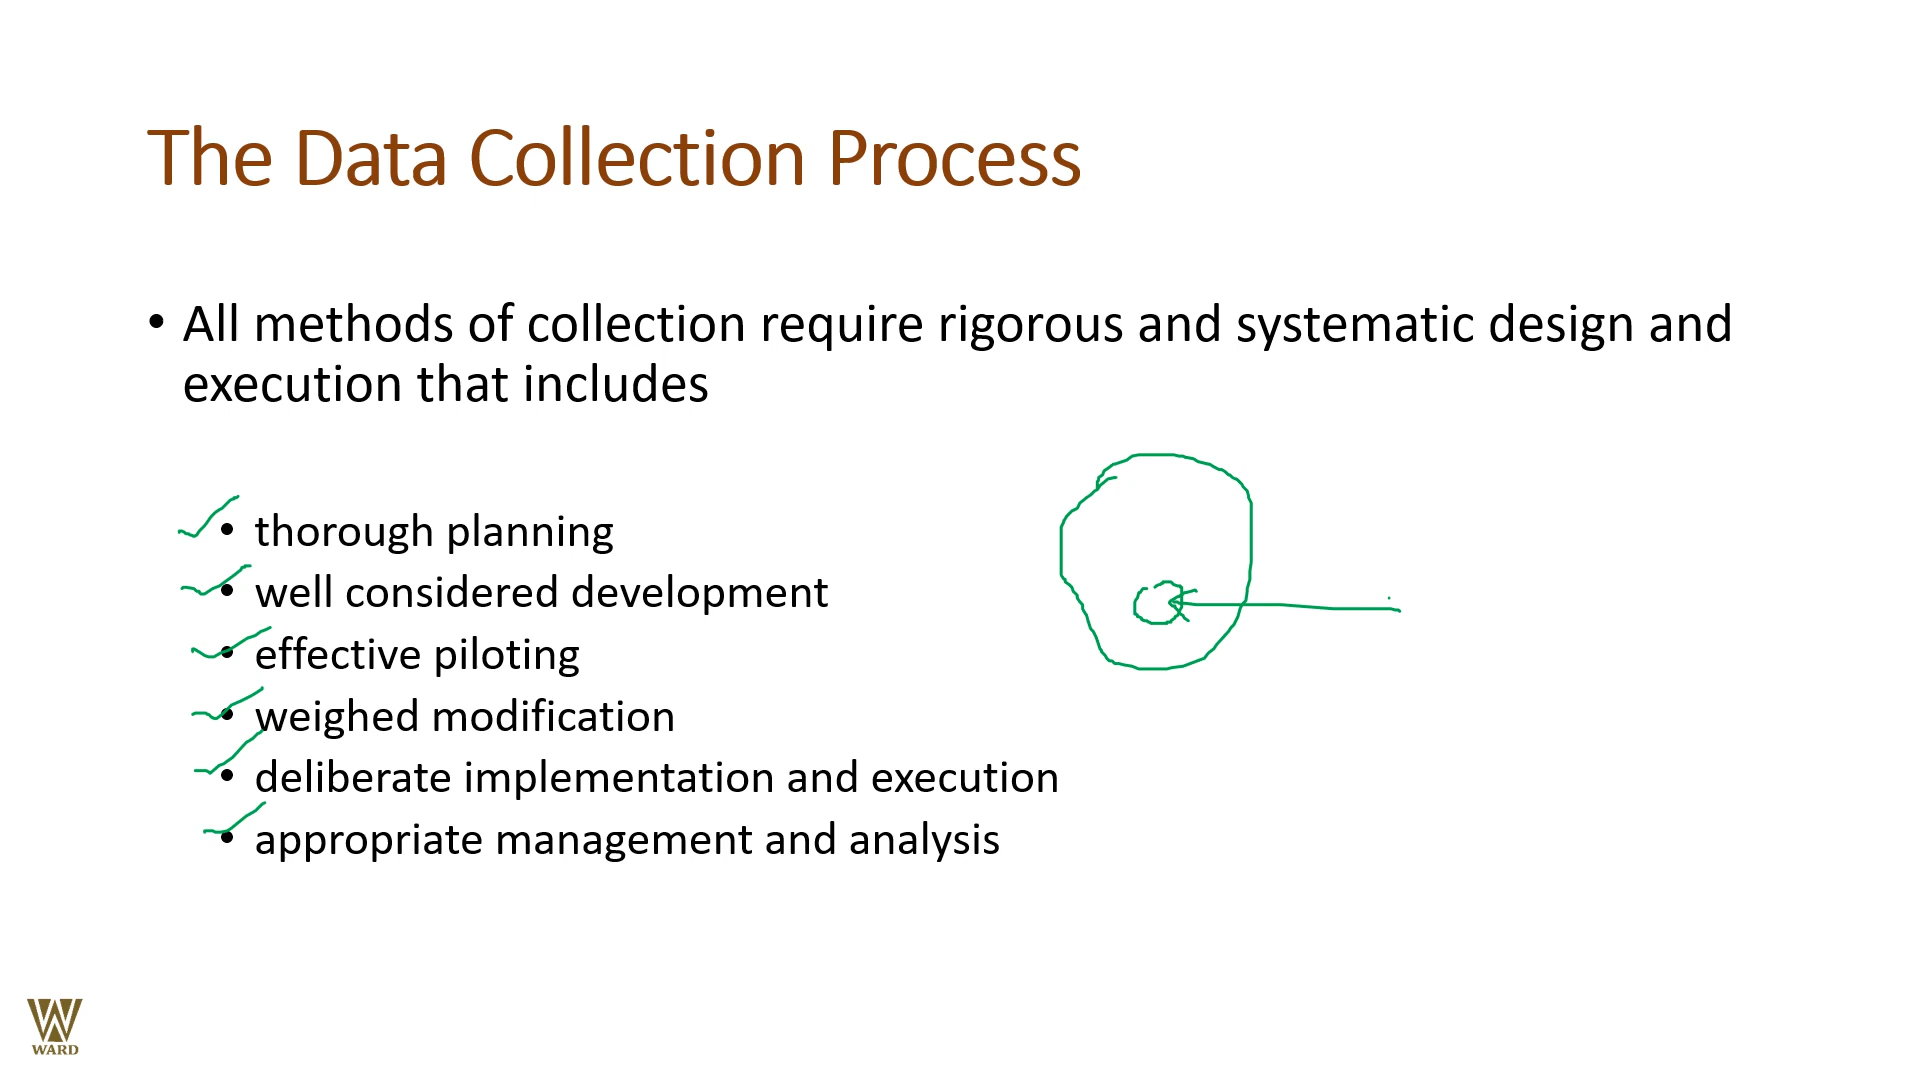 The Data Collection Process
• All methods of collection require rigorous and systematic design and
execution that includes
• thorough planning
• well considered development
• effective piloting
• weighed modification
• deliberate implementation and execution
• appropriate management and analysis
WARD